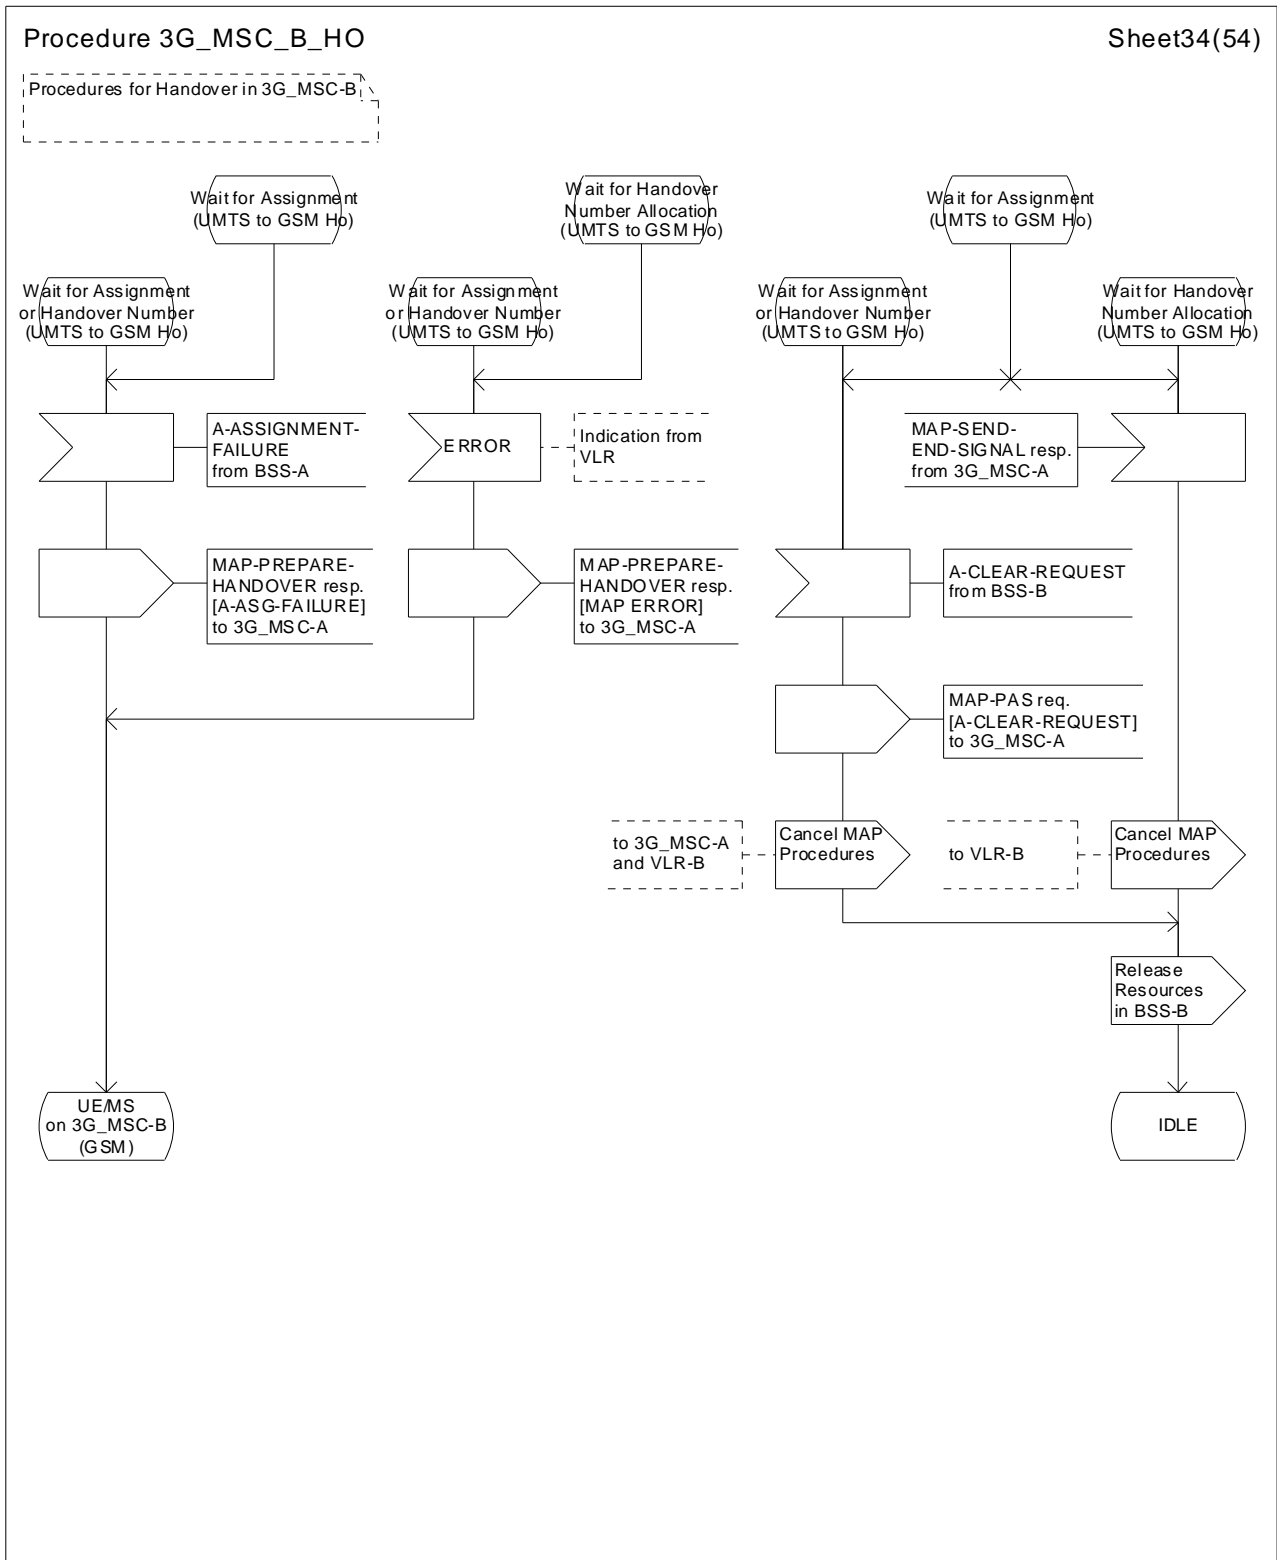 Procedure 3G_MSC_B_HO
Sheet34(54)
Procedures for Handover in 3G_MSC-B
Wait for Assignment
(UMTS to GSM Ho)
Wait for Handover
Number Allocation
(UMTS to GSM Ho)
Wait for Assignment
(UMTS to GSM Ho)
Wait for Assignment
or Handover Number
(UMTS to GSM Ho)
Wait for Assignment
or Handover Number
(UMTS to GSM Ho)
Wait for Assignment
or Handover Number
(UMTS to GSM Ho)
Wait for Handover
Number Allocation
(UMTS to GSM Ho)
A-ASSIGNMENT-
FAILURE
from BSS-A
ERROR
Indication from
VLR
MAP-SEND-
END-SIGNAL resp.
from 3G_MSC-A
MAP-PREPARE-
HANDOVER resp.
[A-ASG-FAILURE]
to 3G_MSC-A
MAP-PREPARE-
HANDOVER resp.
[MAP ERROR]
to 3G_MSC-A
A-CLEAR-REQUEST
from BSS-B
MAP-PAS req.
[A-CLEAR-REQUEST]
to 3G_MSC-A
to 3G_MSC-A
and VLR-B
Cancel MAP
Procedures
to VLR-B
Cancel MAP
Procedures
Release
Resources
in BSS-B
UE/MS
on 3G_MSC-B
(GSM)
IDLE